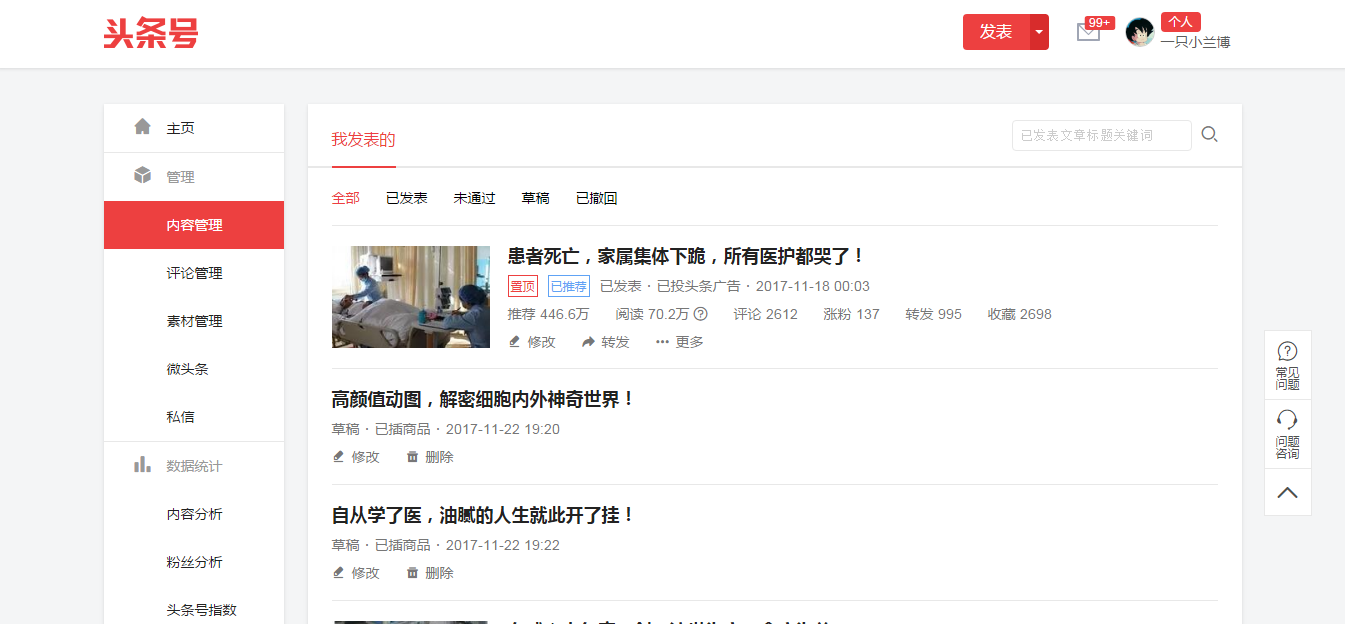 头条号
发表
99+
个人
一只小兰博
主页
管理
内容管理
评论管理
素材管理
微头条
私信
数据统计
内容分析
粉丝分析
头条号指数
我发表的
已发表文章标题关键词
全部 已发表 未通过 草稿 已撤回
患者死亡，家属集体下跪，所有医护都哭了！
置顶 已推荐 已发表 · 已投头条广告 · 2017-11-18 00:03
推荐 446.6万 阅读 70.2万 ? 评论 2612 涨粉 137 转发 995 收藏 2698
修改 转发 ··· 更多
高颜值动图，解密细胞内外神奇世界！
草稿 · 已插商品 · 2017-11-22 19:20
修改 删除
自从学了医，油腻的人生就此开了挂！
草稿 · 已插商品 · 2017-11-22 19:22
修改 删除
常见
问题
问题
咨询